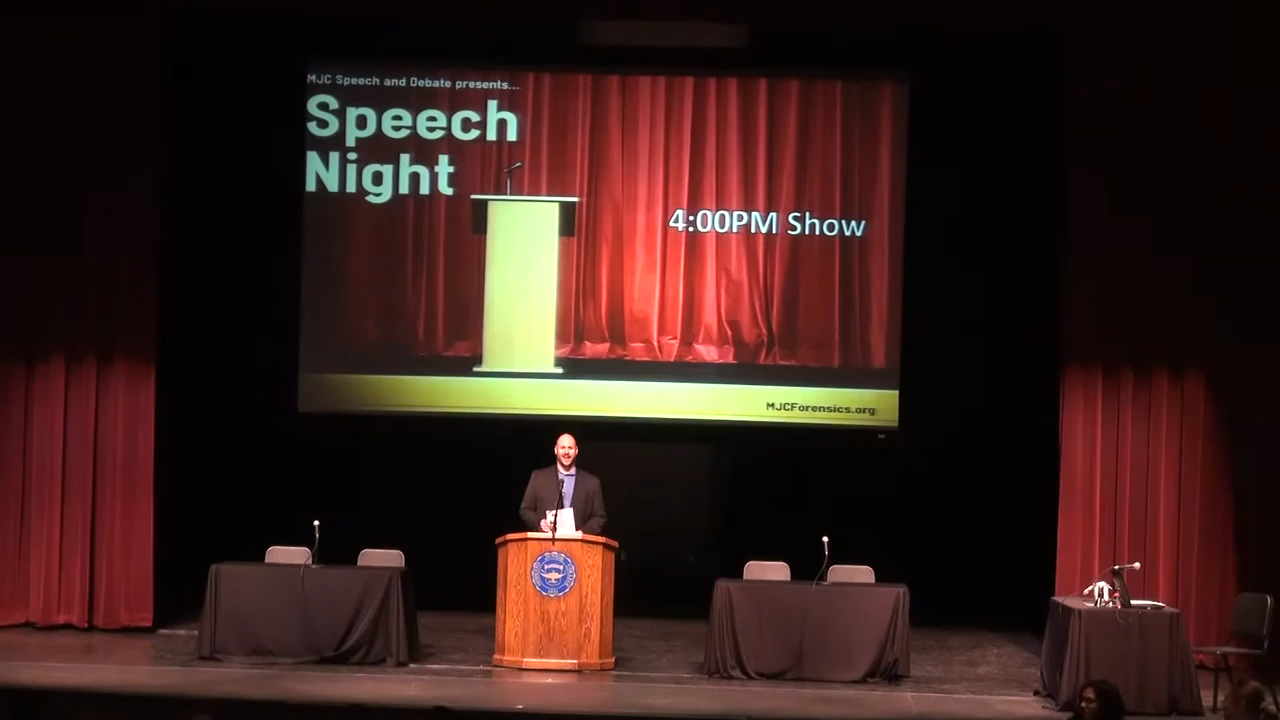 MJC Speech and Debate presents...
Speech
Night
4:00PM Show
MJCForensics.org